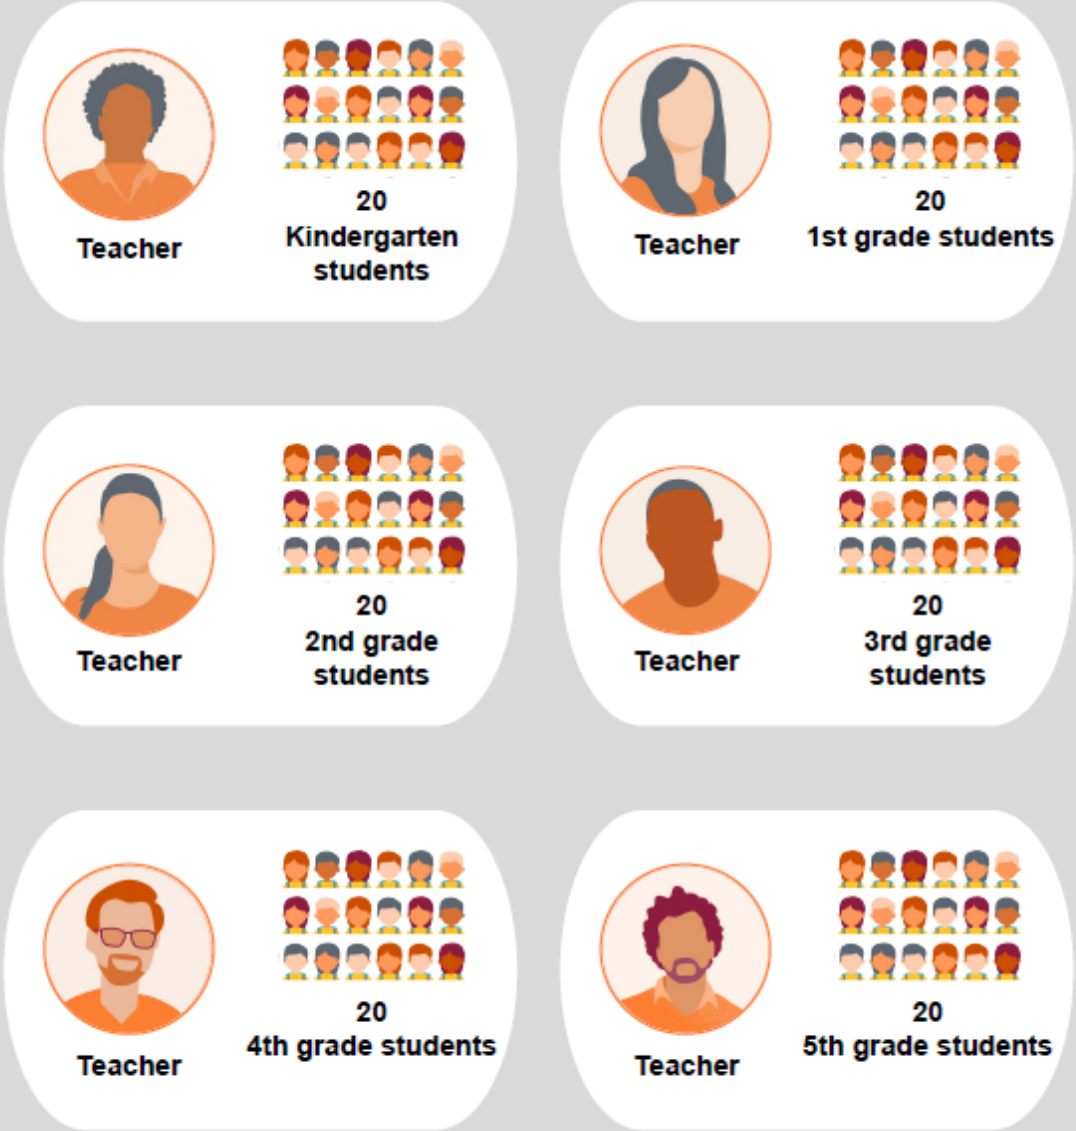 Teacher
20
Kindergarten
students
Teacher
20
1st grade students
Teacher
20
2nd grade
students
Teacher
20
3rd grade
students
Teacher
20
4th grade students
Teacher
20
5th grade students